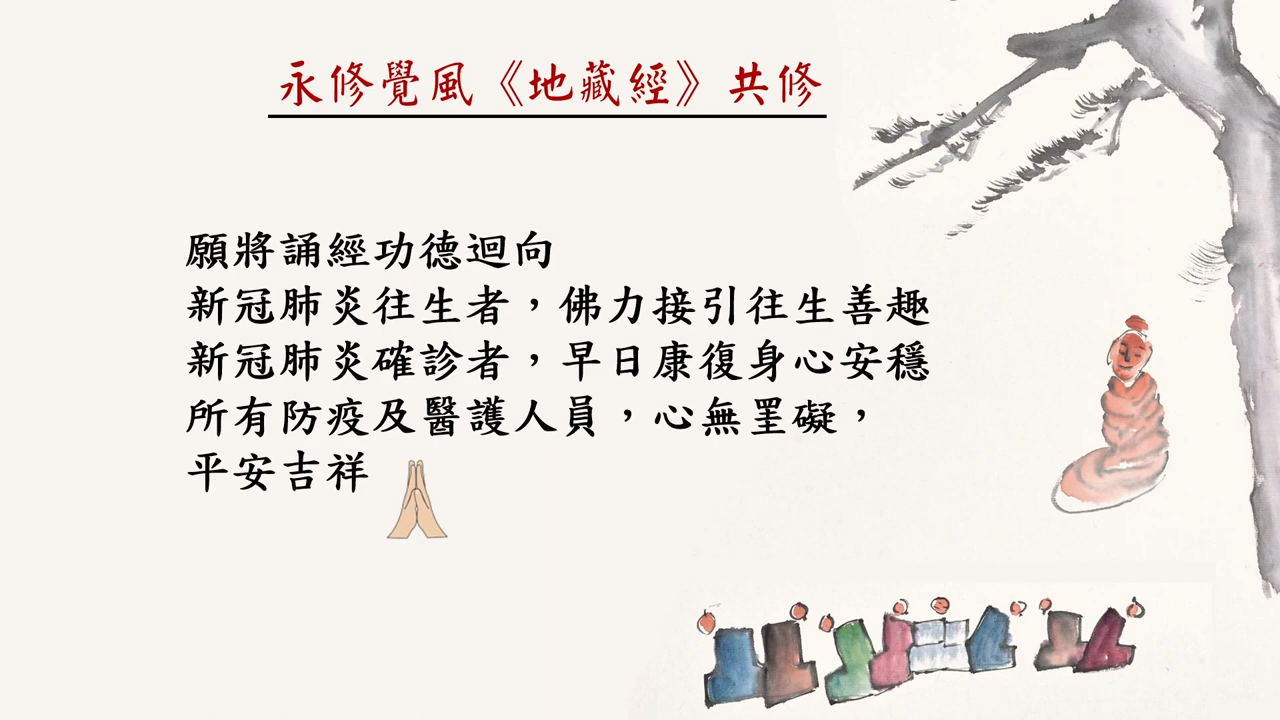 永修覺風《地藏經》共修
願將誦經功德迴向
新冠肺炎往生者，佛力接引往生善趣
新冠肺炎確診者，早日康復身心安穩
所有防疫及醫護人員，心無罣礙，
平安吉祥